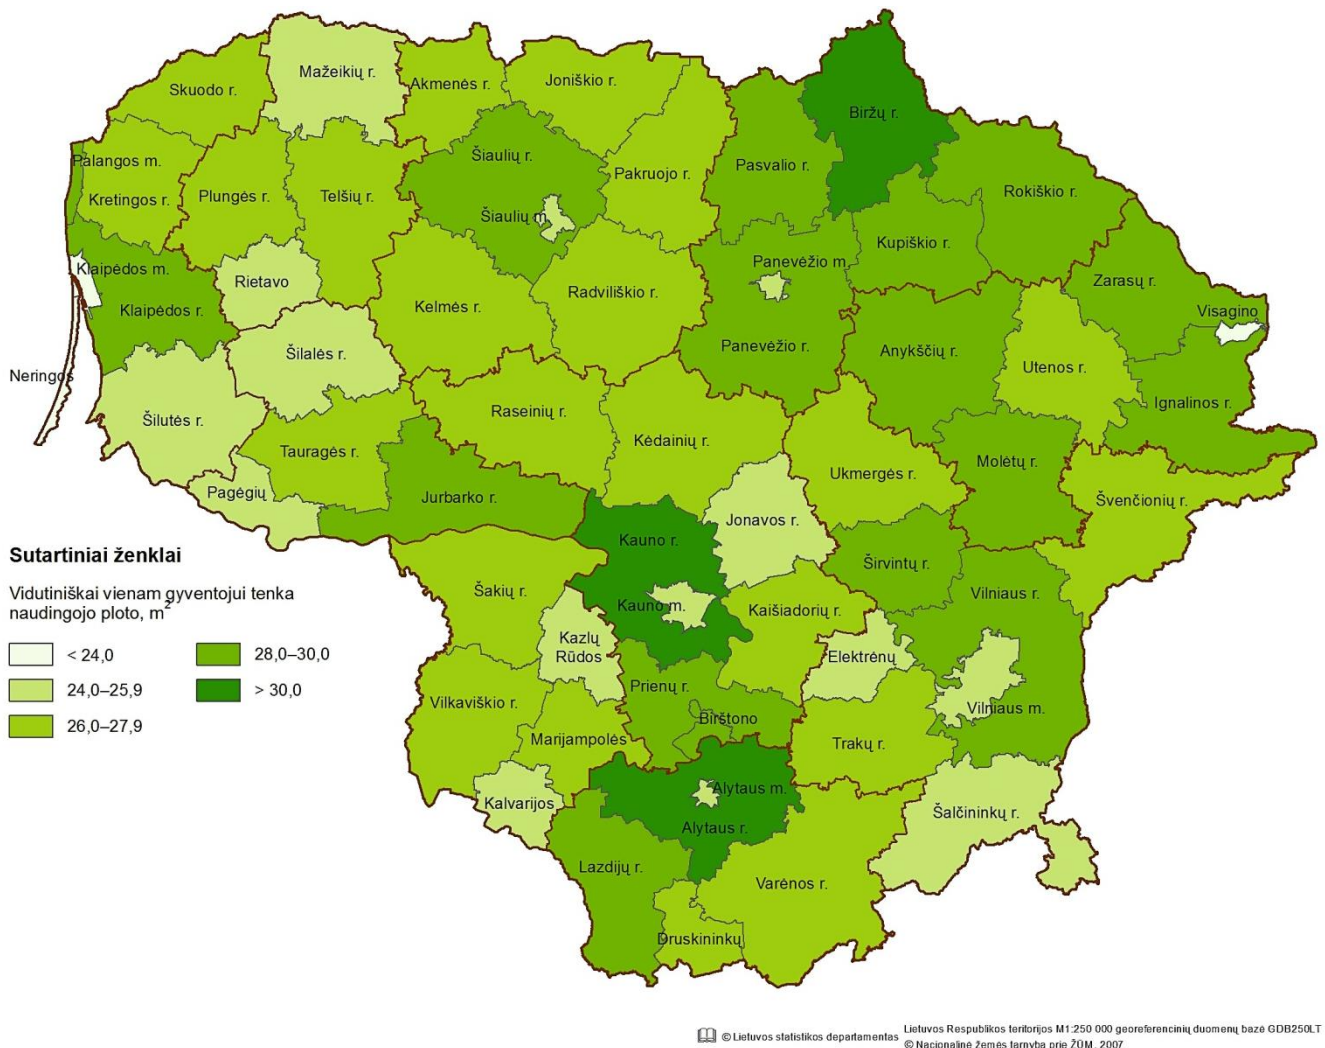 Mažeikių r.
Skuodo r.
Akmenės r.
Joniškio r.
Biržų r.
Palangos m.
Kretingos r.
Plungės r.
Telšių r.
Šiaulių r.
Šiaulių m.
Pakruojo r.
Pasvalio r.
Rokiškio r.
Kupiškio r.
Klaipėdos m.
Klaipėdos r.
Rietavo
Kelmės r.
Radviliškio r.
Panevėžio m.
Panevėžio r.
Zarasų r.
Visagino
Neringos
Šilalės r.
Anykščių r.
Utenos r.
Ignalinos r.
Šilutės r.
Raseinių r.
Kėdainių r.
Tauragės r.
Ukmergės r.
Molėtų r.
Pagėgių
Jurbarko r.
Jonavos r.
Švenčionių r.
Kauno r.
Kauno m.
Širvintų r.
Šakių r.
Kaišiadorių r.
Vilniaus r.
Kazlų
Rūdos
Elektrėnų
Prienų r.
Vilkaviškio r.
Birštono
Vilniaus m.
Marijampolės
Trakų r.
Kalvarijos
Alytaus m.
Alytaus r.
Šalčininkų r.
Lazdijų r.
Varėnos r.
Druskininkų
Sutartiniai ženklai
Vidutiniškai vienam gyventojui tenka
naudingojo ploto, m²
< 24,0
28,0–30,0
24,0–25,9
> 30,0
26,0–27,9
© Lietuvos statistikos departamentas
Lietuvos Respublikos teritorijos M1:250 000 georeferencinių duomenų bazė GDB250LT
© Nacionalinė žemės tarnyba prie ŽŪM, 2007